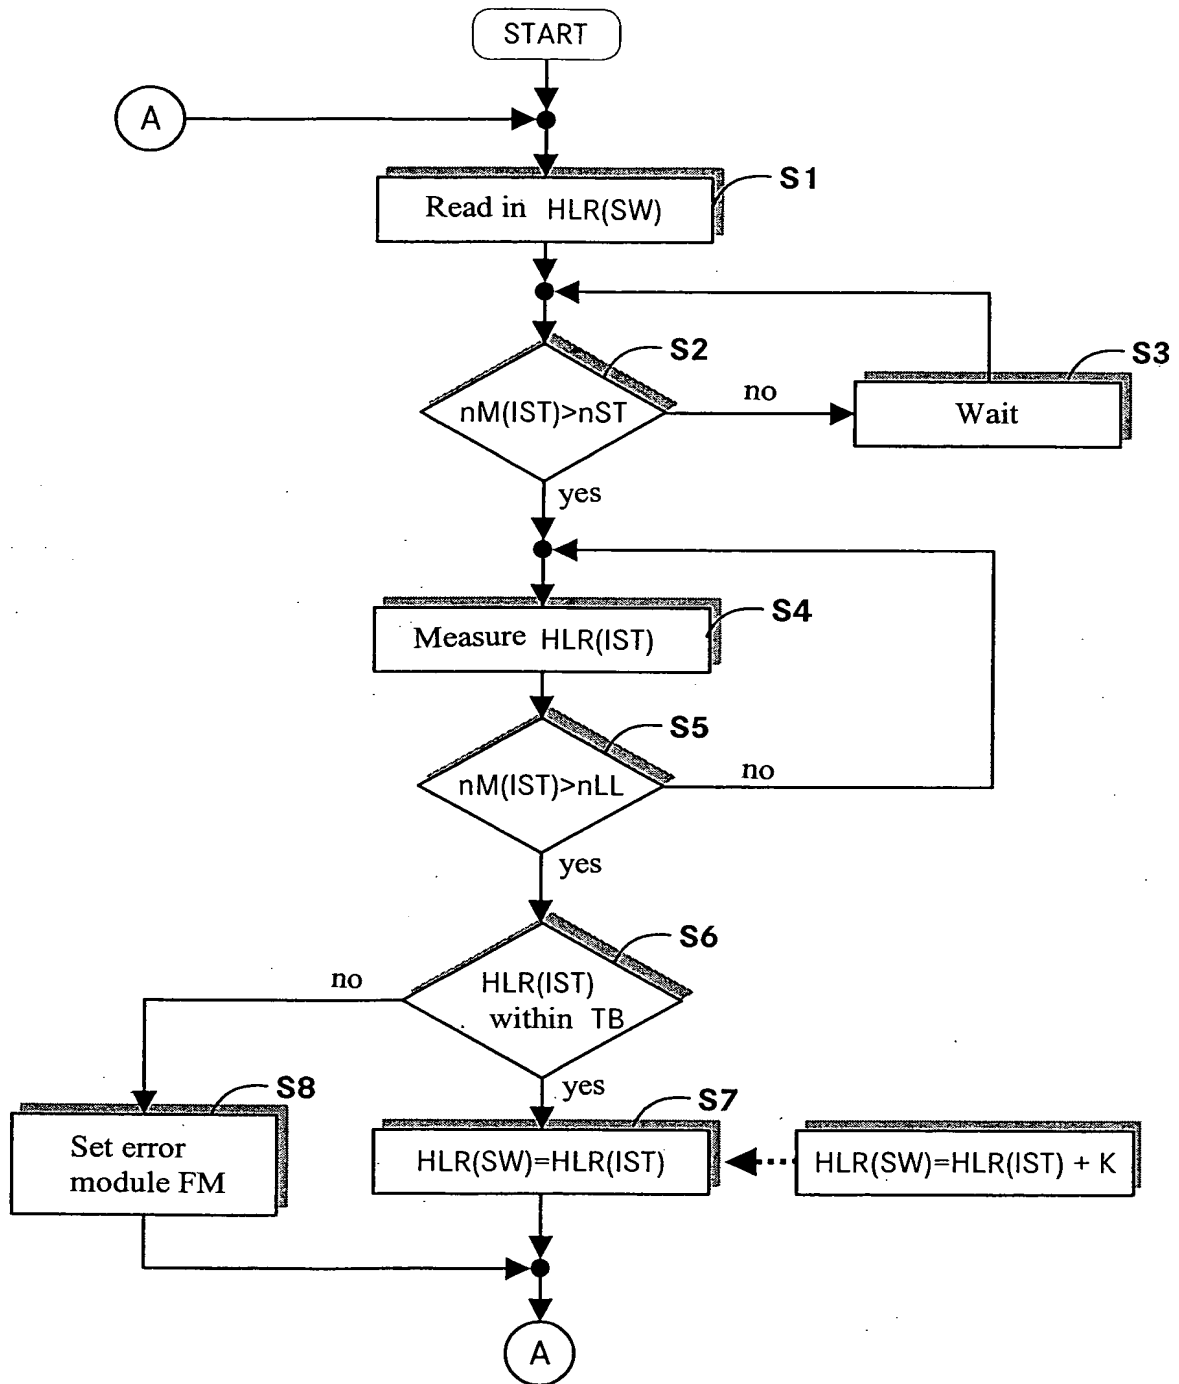 START
A
S1
Read in HLR(SW)
S2
S3
nM(IST)>nST
no
Wait
yes
S4
Measure HLR(IST)
S5
nM(IST)>nLL
no
yes
S6
no
HLR(IST)
within TB
yes
S8
S7
Set error
module FM
HLR(SW)=HLR(IST)
HLR(SW)=HLR(IST) + K
A